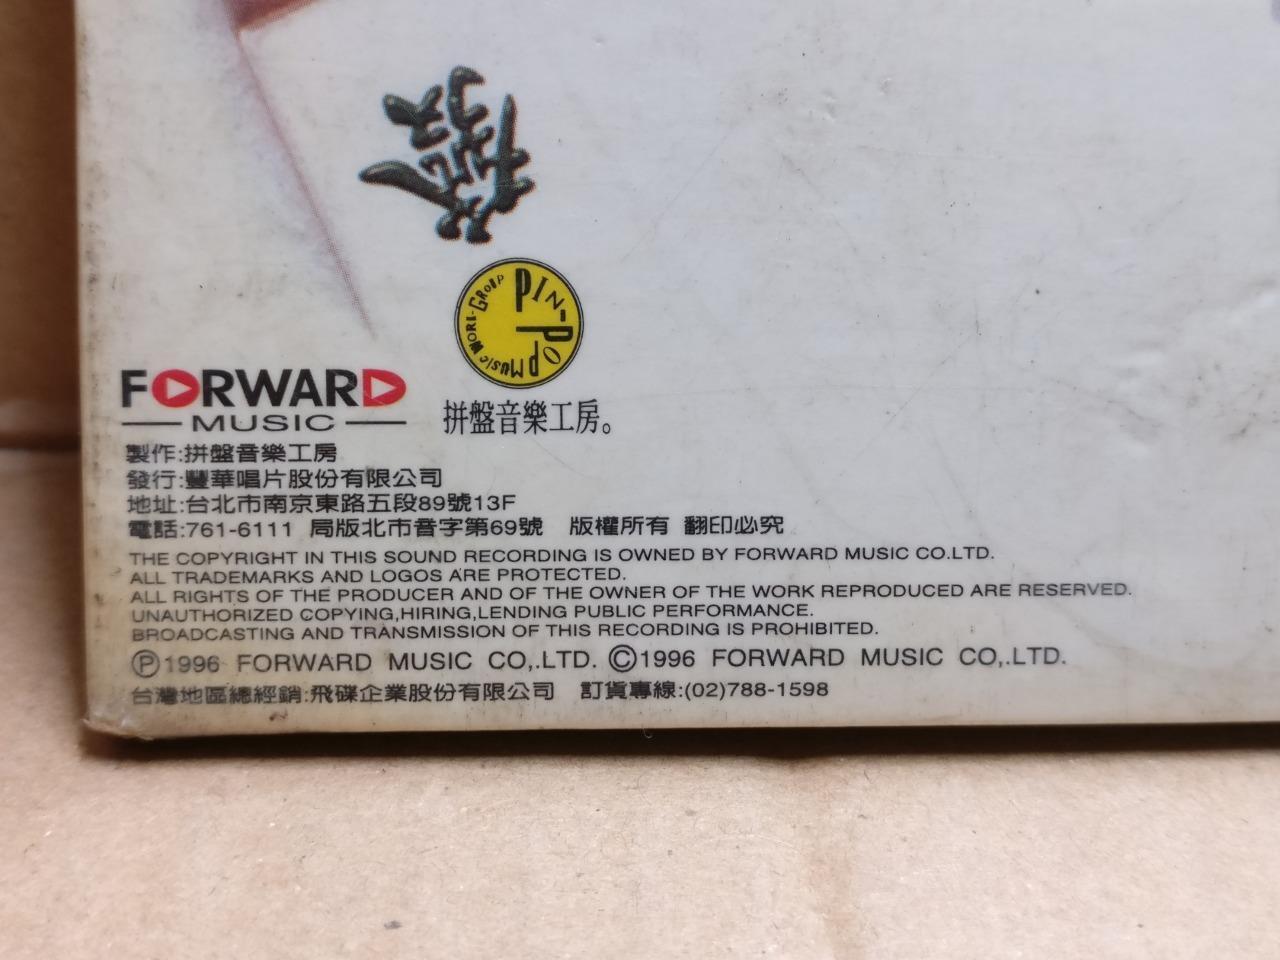 發
PIN-POP MUSIC WORK-GROUP
FORWARD
MUSIC
拼盤音樂工房。
製作:拼盤音樂工房
發行:豐華唱片股份有限公司
地址:台北市南京東路五段89號13F
電話:761-6111 局版北市音字第69號 版權所有 翻印必究
THE COPYRIGHT IN THIS SOUND RECORDING IS OWNED BY FORWARD MUSIC CO.LTD.
ALL TRADEMARKS AND LOGOS ARE PROTECTED.
ALL RIGHTS OF THE PRODUCER AND OF THE OWNER OF THE WORK REPRODUCED ARE RESERVED.
UNAUTHORIZED COPYING,HIRING,LENDING PUBLIC PERFORMANCE.
BROADCASTING AND TRANSMISSION OF THIS RECORDING IS PROHIBITED.
Ⓟ1996 FORWARD MUSIC CO,.LTD. ©1996 FORWARD MUSIC CO,.LTD.
台灣地區總經銷:飛碟企業股份有限公司 訂貨專線:(02)788-1598